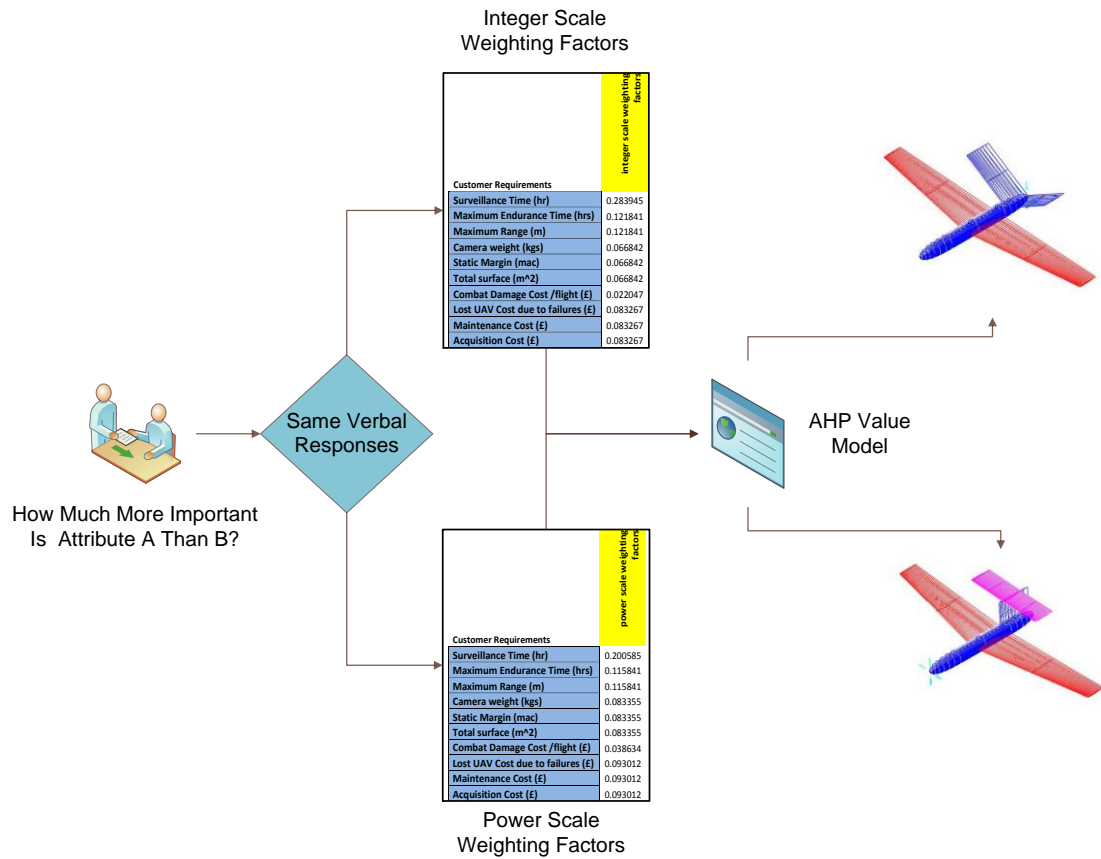 Integer Scale
Weighting Factors
integer scale weighting
factors
Customer Requirements
Surveillance Time (hr) 0.283945
Maximum Endurance Time (hrs) 0.121841
Maximum Range (m) 0.121841
Camera weight (kgs) 0.066842
Static Margin (mac) 0.066842
Total surface (m^2) 0.066842
Combat Damage Cost /flight (£) 0.022047
Lost UAV Cost due to failures (£) 0.083267
Maintenance Cost (£) 0.083267
Acquisition Cost (£) 0.083267
Same Verbal
Responses
How Much More Important
Is Attribute A Than B?
AHP Value
Model
power scale weighting
factors
Customer Requirements
Surveillance Time (hr) 0.200585
Maximum Endurance Time (hrs) 0.115841
Maximum Range (m) 0.115841
Camera weight (kgs) 0.083355
Static Margin (mac) 0.083355
Total surface (m^2) 0.083355
Combat Damage Cost /flight (£) 0.038634
Lost UAV Cost due to failures (£) 0.093012
Maintenance Cost (£) 0.093012
Acquisition Cost (£) 0.093012
Power Scale
Weighting Factors